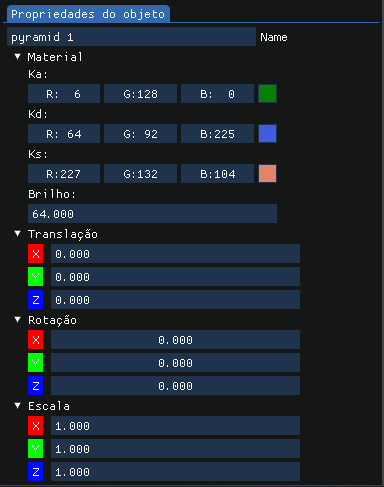 Propriedades do objeto
pyramid 1 Name
Material
Ka:
R:  6 G:128 B:  0
Kd:
R: 64 G: 92 B:225
Ks:
R:227 G:132 B:104
Brilho:
64.000
Translação
X 0.000
Y 0.000
Z 0.000
Rotação
X 0.000
Y 0.000
Z 0.000
Escala
X 1.000
Y 1.000
Z 1.000